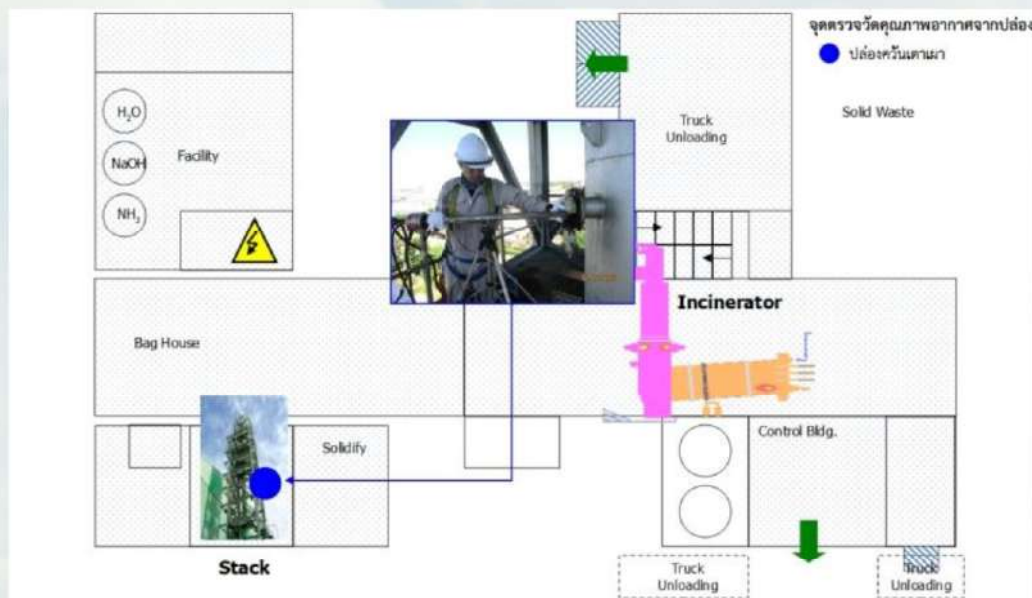 จุดตรวจวัดคุณภาพอากาศจากปล่อง
ปล่องควันเตาเผา
H₂O
NaOH
NH₃
Facility
Truck
Unloading
Solid Waste
Incinerator
Bag House
Solidify
Control Bldg.
Stack
Truck
Unloading
Truck
Unloading